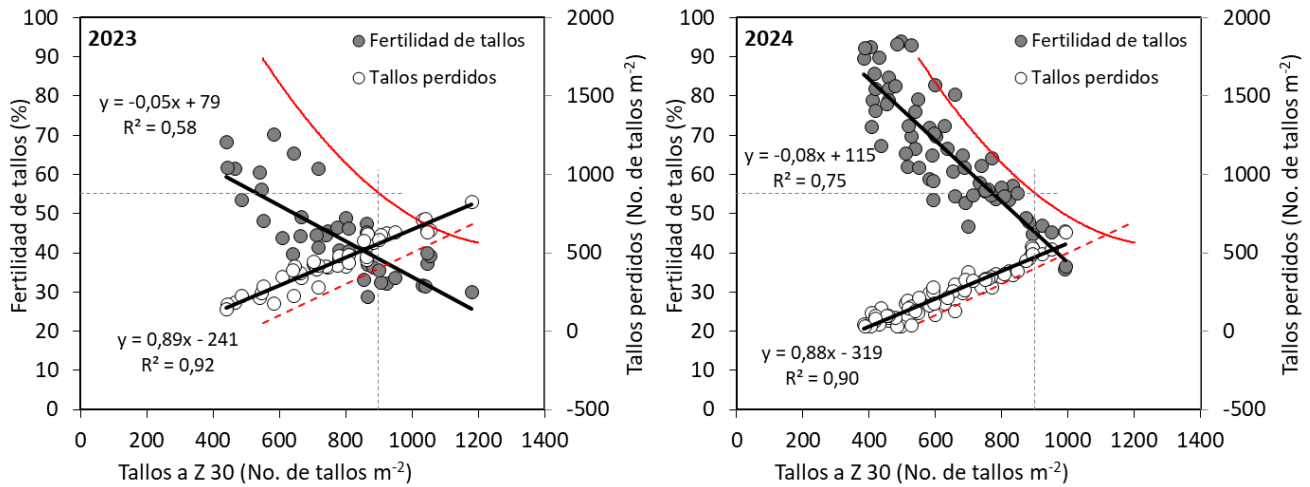 2023
Fertilidad de tallos
Tallos perdidos
y = -0,05x + 79
R² = 0,58
y = 0,89x - 241
R² = 0,92
Fertilidad de tallos (%)
100
90
80
70
60
50
40
30
20
10
0
2000
1500
1000
500
0
-500
Tallos perdidos (No. de tallos m⁻²)
0 200 400 600 800 1000 1200 1400
Tallos a Z 30 (No. de tallos m⁻²)
2024
Fertilidad de tallos
Tallos perdidos
y = -0,08x + 115
R² = 0,75
y = 0,88x - 319
R² = 0,90
Fertilidad de tallos (%)
100
90
80
70
60
50
40
30
20
10
0
2000
1500
1000
500
0
-500
Tallos perdidos (No. de tallos m⁻²)
0 200 400 600 800 1000 1200 1400
Tallos a Z 30 (No. de tallos m⁻²)